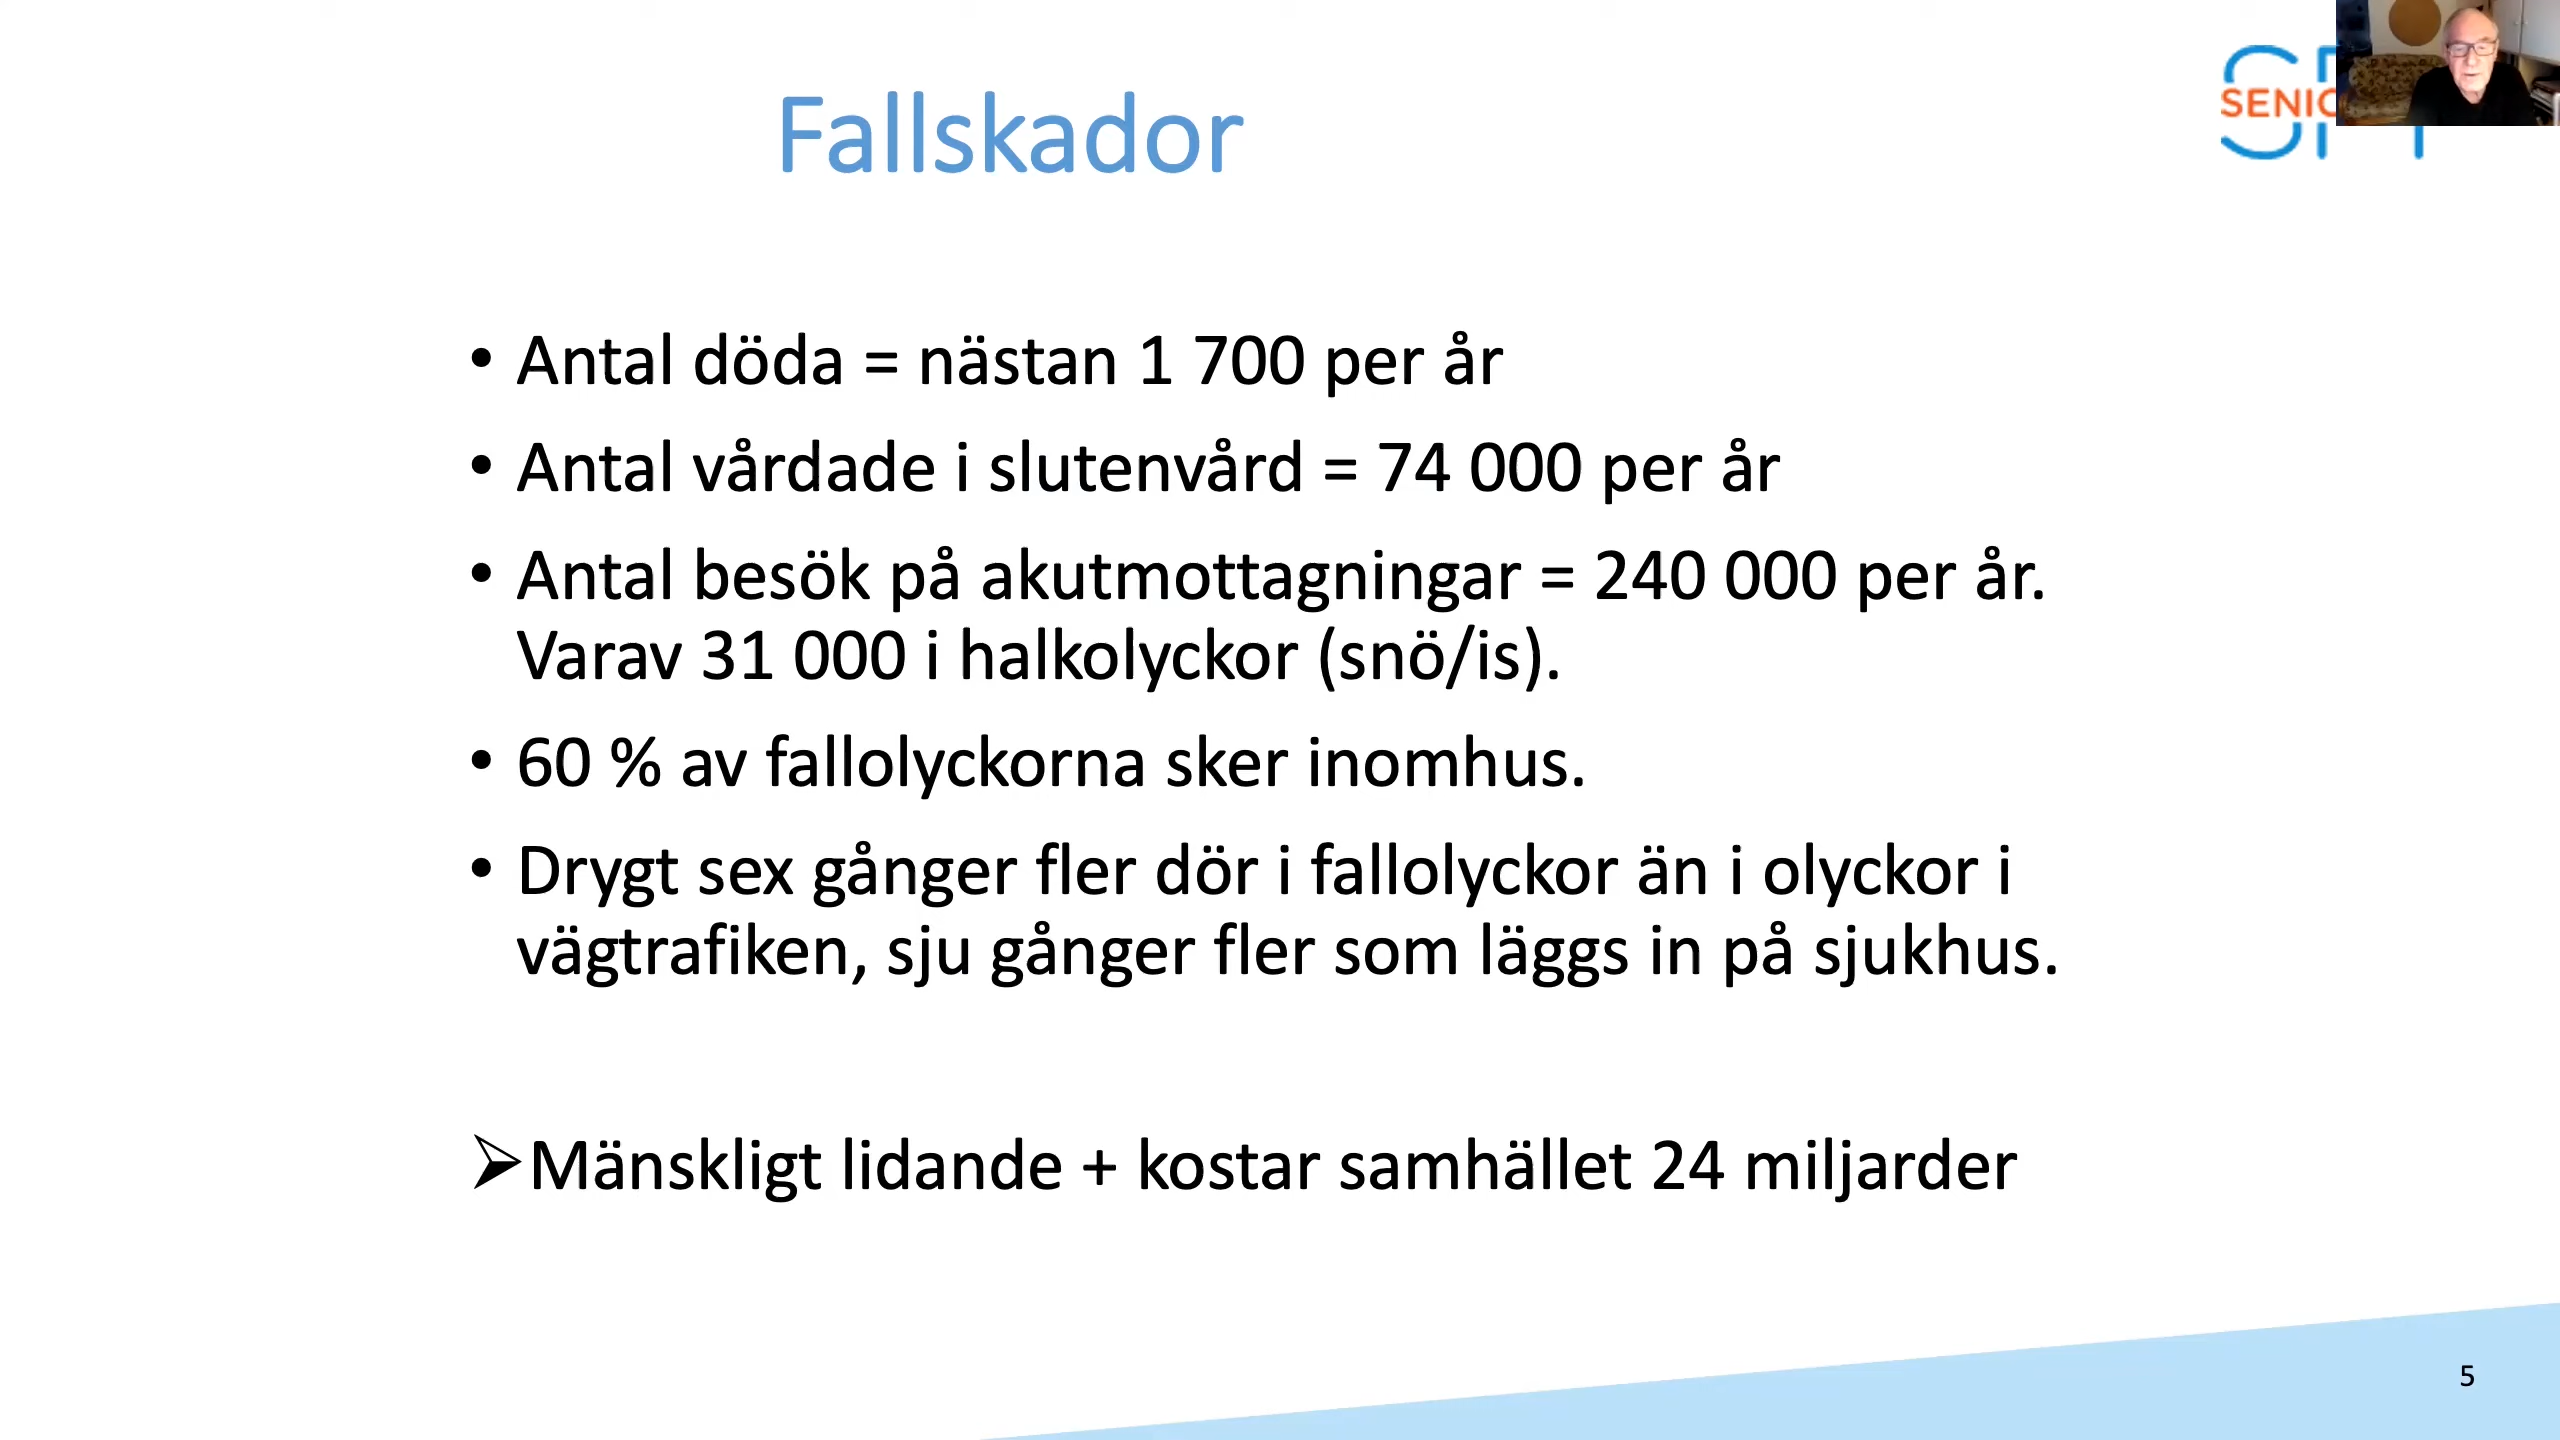 Fallskador
SENIO
• Antal döda = nästan 1 700 per år
• Antal vårdade i slutenvård = 74 000 per år
• Antal besök på akutmottagningar = 240 000 per år.
Varav 31 000 i halkolyckor (snö/is).
• 60 % av fallolyckorna sker inomhus.
• Drygt sex gånger fler dör i fallolyckor än i olyckor i
vägtrafiken, sju gånger fler som läggs in på sjukhus.
➢Mänskligt lidande + kostar samhället 24 miljarder
5